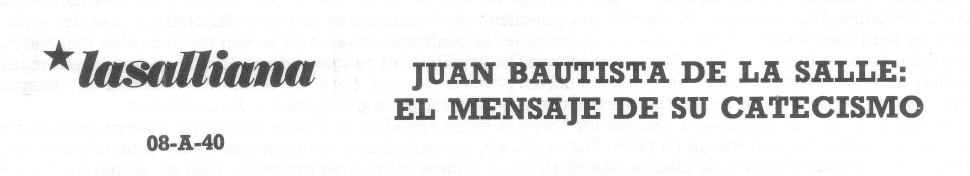 ★lasalliana
08-A-40
JUAN BAUTISTA DE LA SALLE:
EL MENSAJE DE SU CATECISMO